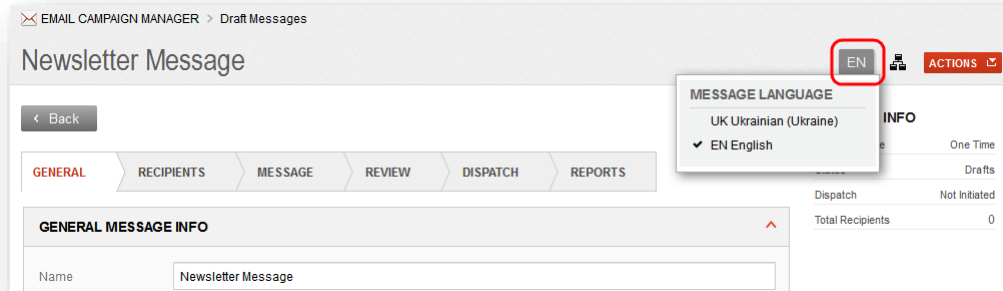 EMAIL CAMPAIGN MANAGER > Draft Messages
Newsletter Message
EN
ACTIONS
MESSAGE LANGUAGE
UK Ukrainian (Ukraine)
✔ EN English
< Back
INFO
One Time
Drafts
Dispatch Not Initiated
Total Recipients 0
GENERAL RECIPIENTS MESSAGE REVIEW DISPATCH REPORTS
GENERAL MESSAGE INFO
Name Newsletter Message